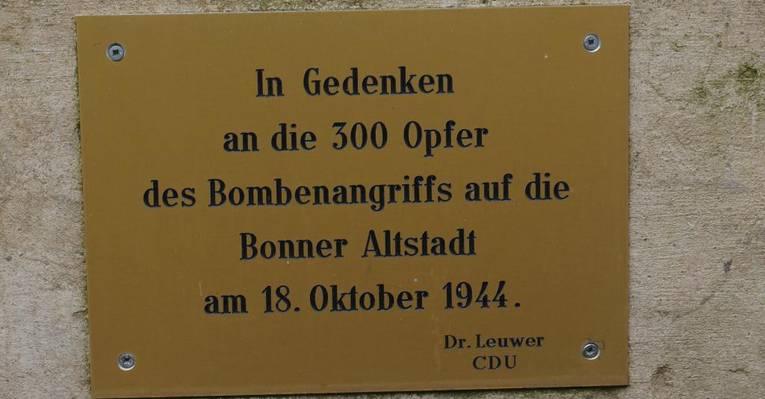 In Gedenken
an die 300 Opfer
des Bombenangriffs auf die
Bonner Altstadt
am 18. Oktober 1944.
Dr. Leuwer
CDU